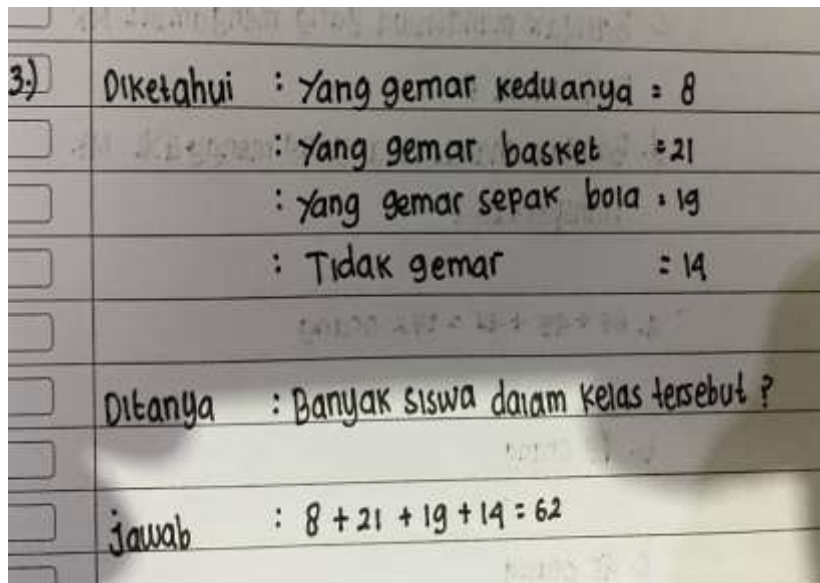 3.) Diketahui : Yang gemar keduanya = 8
: Yang gemar basket = 21
: Yang gemar sepak bola = 19
: Tidak gemar = 14
Ditanya : Banyak siswa dalam kelas tersebut ?
Jawab : 8 + 21 + 19 + 14 = 62